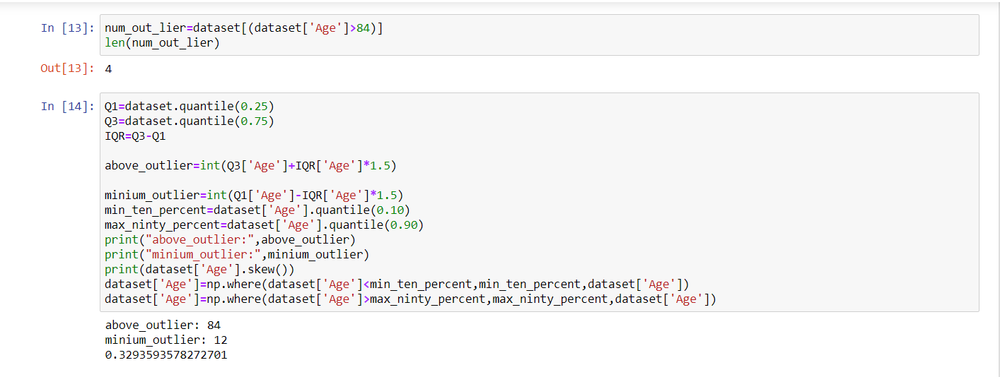 In [13]: num_out_lier=dataset[(dataset['Age']>84)]
len(num_out_lier)
Out[13]: 4
In [14]: Q1=dataset.quantile(0.25)
Q3=dataset.quantile(0.75)
IQR=Q3-Q1
above_outlier=int(Q3['Age']+IQR['Age']*1.5)
minium_outlier=int(Q1['Age']-IQR['Age']*1.5)
min_ten_percent=dataset['Age'].quantile(0.10)
max_ninty_percent=dataset['Age'].quantile(0.90)
print("above_outlier:",above_outlier)
print("minium_outlier:",minium_outlier)
print(dataset['Age'].skew())
dataset['Age']=np.where(dataset['Age']<min_ten_percent,min_ten_percent,dataset['Age'])
dataset['Age']=np.where(dataset['Age']>max_ninty_percent,max_ninty_percent,dataset['Age'])
above_outlier: 84
minium_outlier: 12
0.3293593578272701